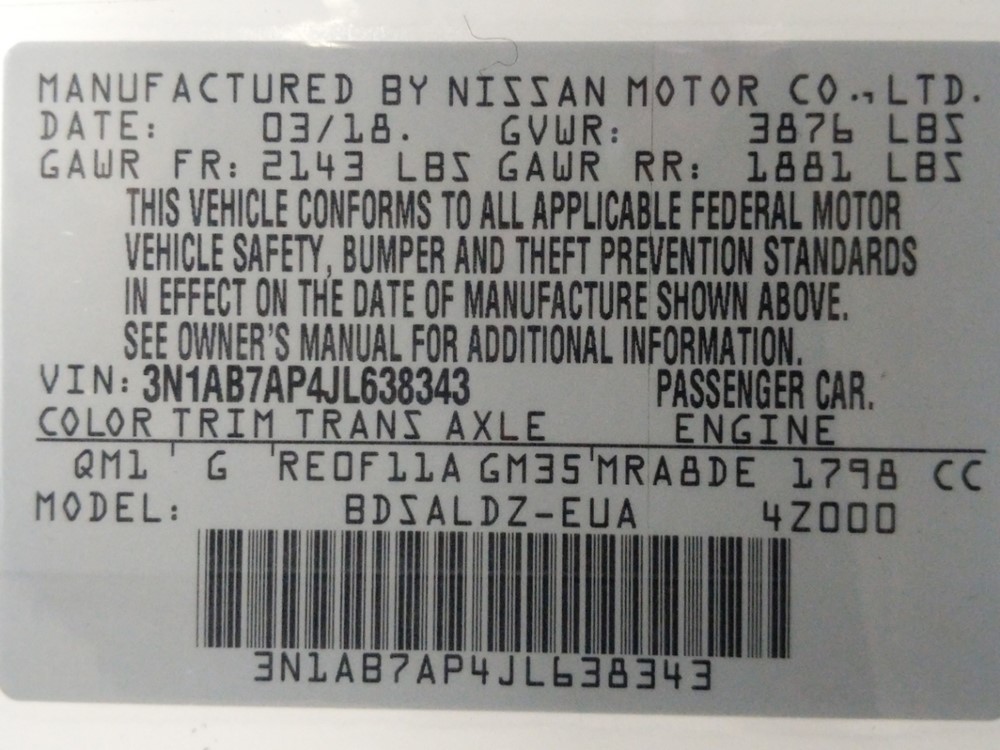 MANUFACTURED BY NISSAN MOTOR CO.,LTD.
DATE: 03/18. GVWR: 3876 LBS
GAWR FR: 2143 LBS GAWR RR: 1881 LBS
THIS VEHICLE CONFORMS TO ALL APPLICABLE FEDERAL MOTOR
VEHICLE SAFETY, BUMPER AND THEFT PREVENTION STANDARDS
IN EFFECT ON THE DATE OF MANUFACTURE SHOWN ABOVE.
SEE OWNER'S MANUAL FOR ADDITIONAL INFORMATION.
VIN: 3N1AB7AP4JL638343 PASSENGER CAR.
COLOR TRIM TRANS AXLE ENGINE
QM1 G RE0F11A GM35 MRA8DE 1798 CC
MODEL: BDSALDZ-EUA 4Z000
3N1AB7AP4JL638343